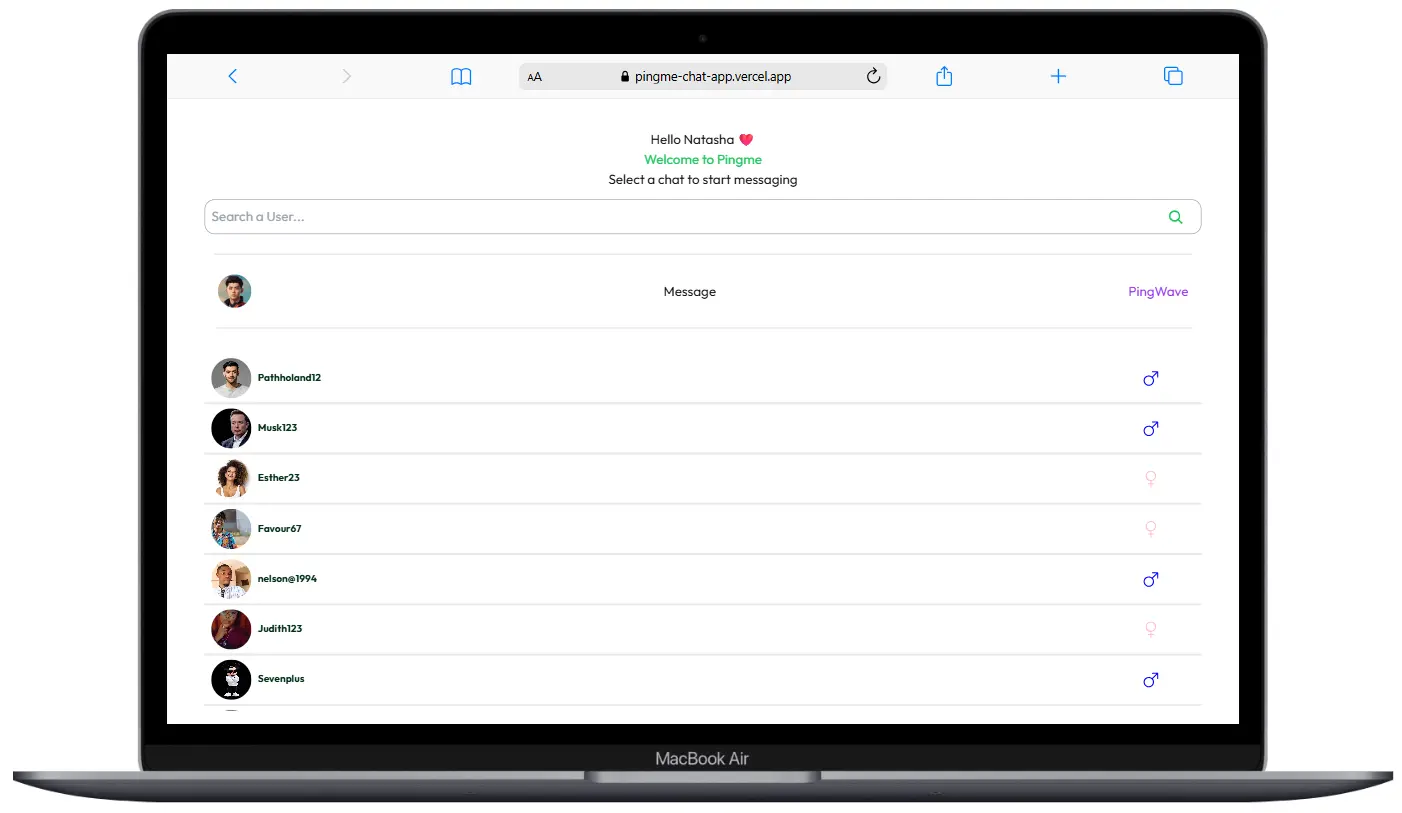 AA pingme-chat-app.vercel.app
Hello Natasha
Welcome to Pingme
Select a chat to start messaging
Search a User...
Message PingWave
Pathholand12
Musk123
Esther23
Favour67
nelson@1994
Judith123
Sevenplus
MacBook Air